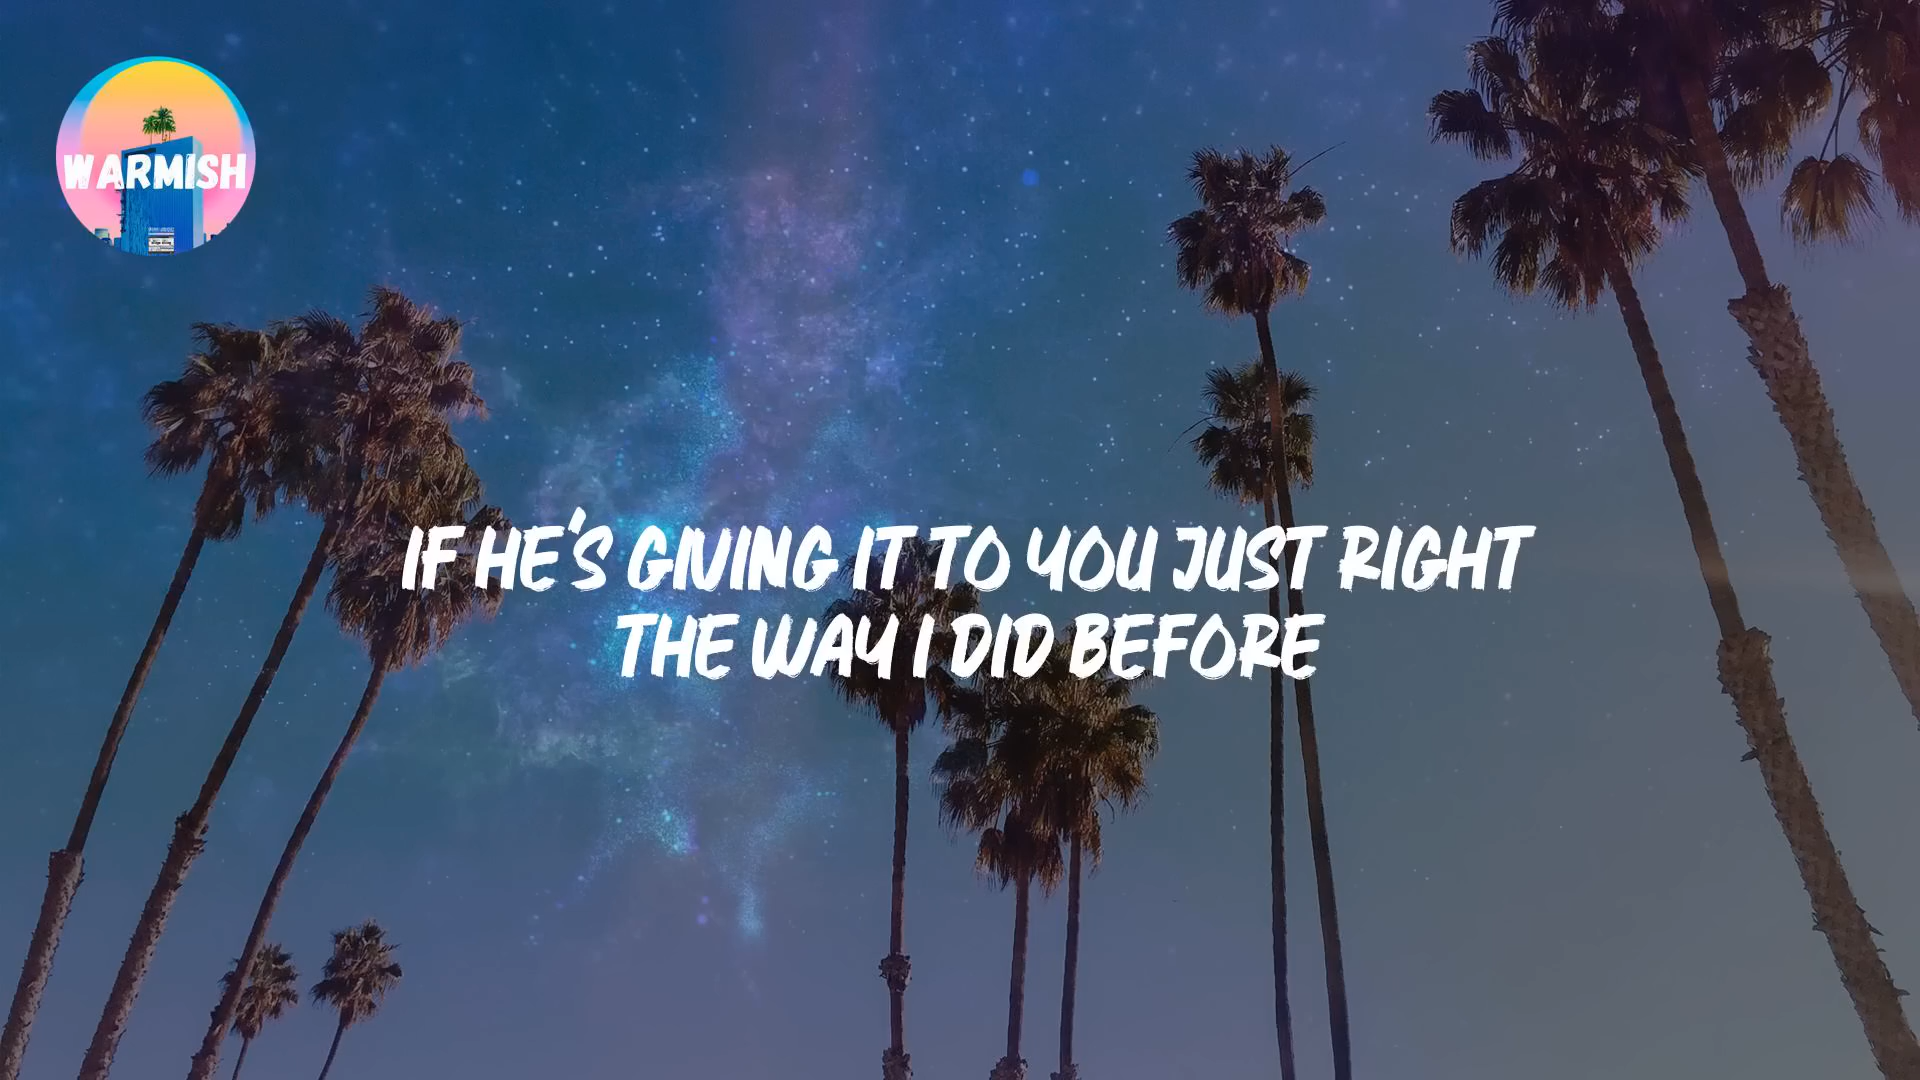 WARMISH
IF HE'S GIVING IT TO YOU JUST RIGHT
THE WAY I DID BEFORE